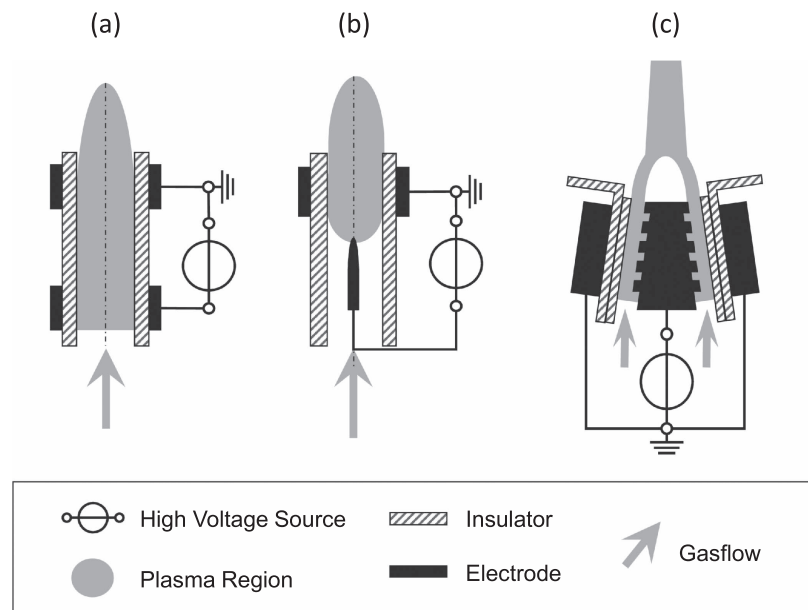 (a)
(b)
(c)
High Voltage Source
Insulator
Gasflow
Plasma Region
Electrode